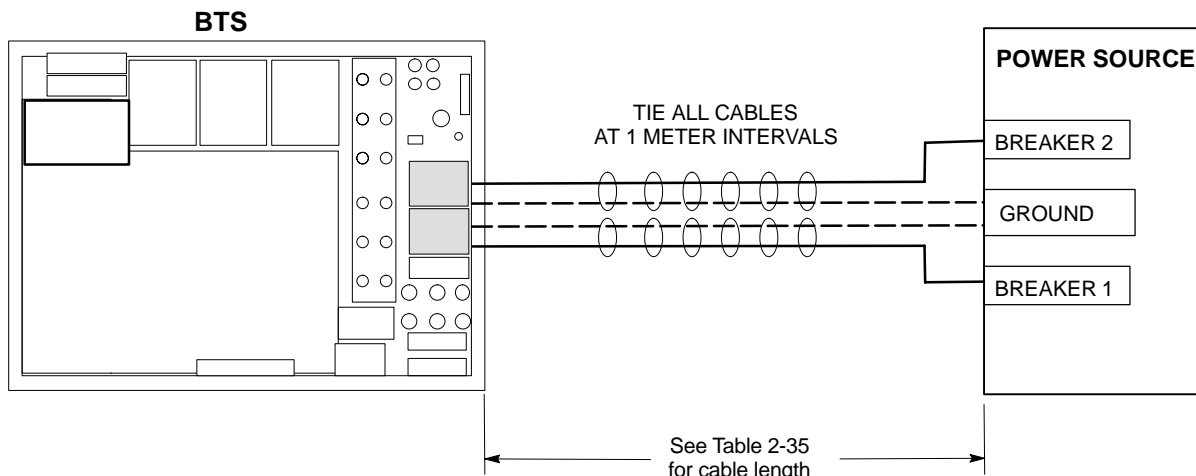 BTS
POWER SOURCE
TIE ALL CABLES
AT 1 METER INTERVALS
BREAKER 2
GROUND
BREAKER 1
See Table 2-35
for cable length